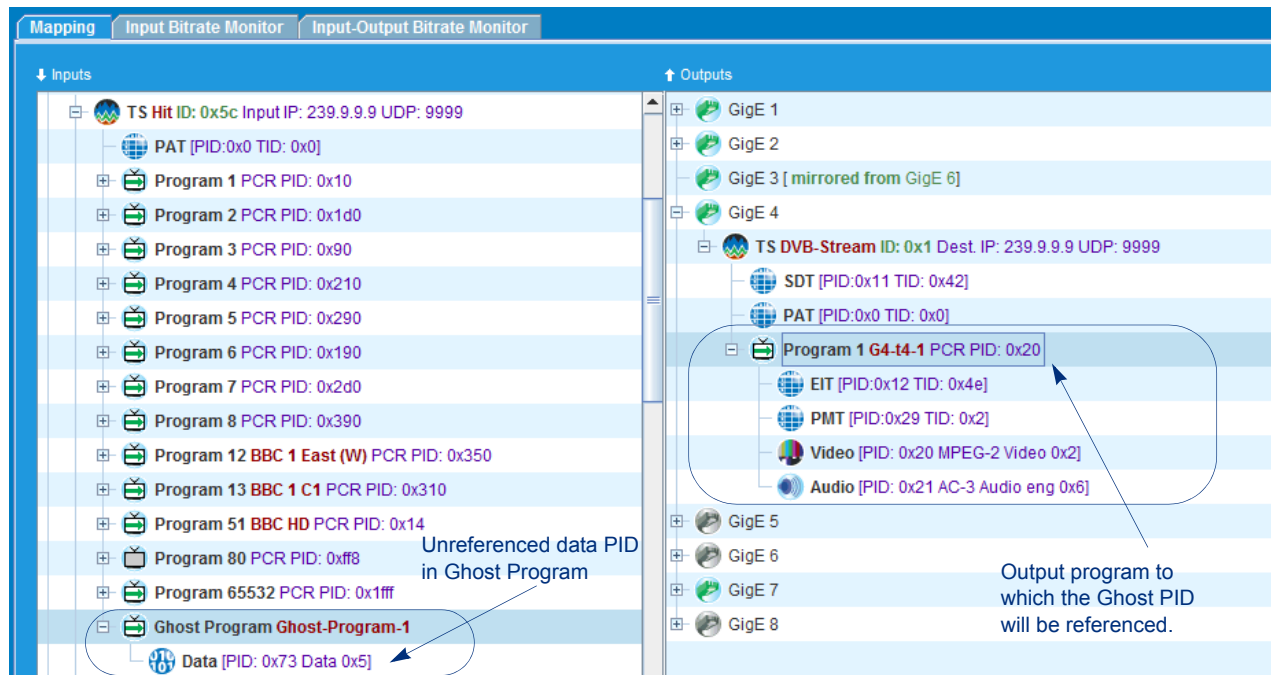 Mapping
Input Bitrate Monitor
Input-Output Bitrate Monitor
Inputs
TS Hit ID: 0x5c Input IP: 239.9.9.9 UDP: 9999
PAT [PID:0x0 TID: 0x0]
Program 1 PCR PID: 0x10
Program 2 PCR PID: 0x1d0
Program 3 PCR PID: 0x90
Program 4 PCR PID: 0x210
Program 5 PCR PID: 0x290
Program 6 PCR PID: 0x190
Program 7 PCR PID: 0x2d0
Program 8 PCR PID: 0x390
Program 12 BBC 1 East (W) PCR PID: 0x350
Program 13 BBC 1 C1 PCR PID: 0x310
Program 51 BBC HD PCR PID: 0x14
Program 80 PCR PID: 0xff8
Program 65532 PCR PID: 0x1fff
Ghost Program Ghost-Program-1
Data [PID: 0x73 Data 0x5]
Unreferenced data PID
in Ghost Program
Outputs
GigE 1
GigE 2
GigE 3 [ mirrored from GigE 6]
GigE 4
TS DVB-Stream ID: 0x1 Dest. IP: 239.9.9.9 UDP: 9999
SDT [PID:0x11 TID: 0x42]
PAT [PID:0x0 TID: 0x0]
Program 1 G4-t4-1 PCR PID: 0x20
EIT [PID:0x12 TID: 0x4e]
PMT [PID:0x29 TID: 0x2]
Video [PID: 0x20 MPEG-2 Video 0x2]
Audio [PID: 0x21 AC-3 Audio eng 0x6]
GigE 5
GigE 6
GigE 7
GigE 8
Output program to
which the Ghost PID
will be referenced.